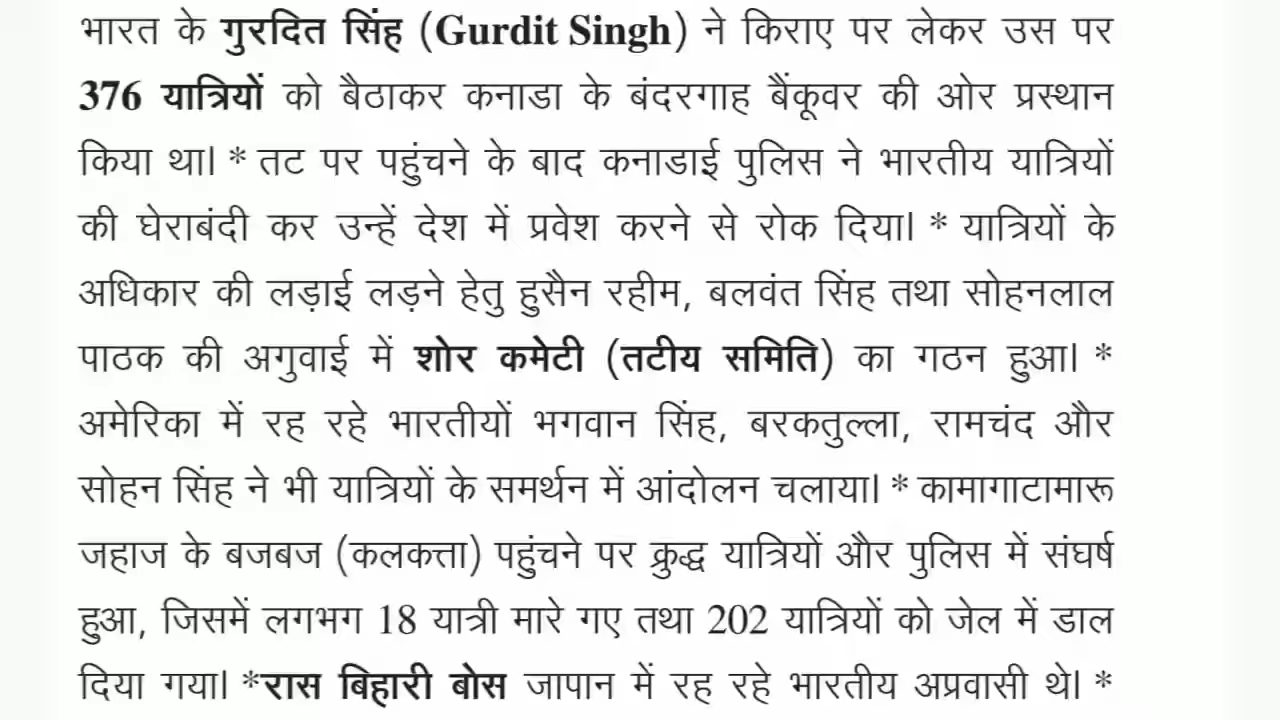 भारत के गुरदित सिंह (Gurdit Singh) ने किराए पर लेकर उस पर
376 यात्रियों को बैठाकर कनाडा के बंदरगाह बैंकूवर की ओर प्रस्थान
किया था। * तट पर पहुंचने के बाद कनाडाई पुलिस ने भारतीय यात्रियों
की घेराबंदी कर उन्हें देश में प्रवेश करने से रोक दिया। * यात्रियों के
अधिकार की लड़ाई लड़ने हेतु हुसैन रहीम, बलवंत सिंह तथा सोहनलाल
पाठक की अगुवाई में शोर कमेटी (तटीय समिति) का गठन हुआ। *
अमेरिका में रह रहे भारतीयों भगवान सिंह, बरकतुल्ला, रामचंद और
सोहन सिंह ने भी यात्रियों के समर्थन में आंदोलन चलाया। * कामागाटामारू
जहाज के बजबज (कलकत्ता) पहुंचने पर क्रुद्ध यात्रियों और पुलिस में संघर्ष
हुआ, जिसमें लगभग 18 यात्री मारे गए तथा 202 यात्रियों को जेल में डाल
दिया गया। *रास बिहारी बोस जापान में रह रहे भारतीय अप्रवासी थे। *